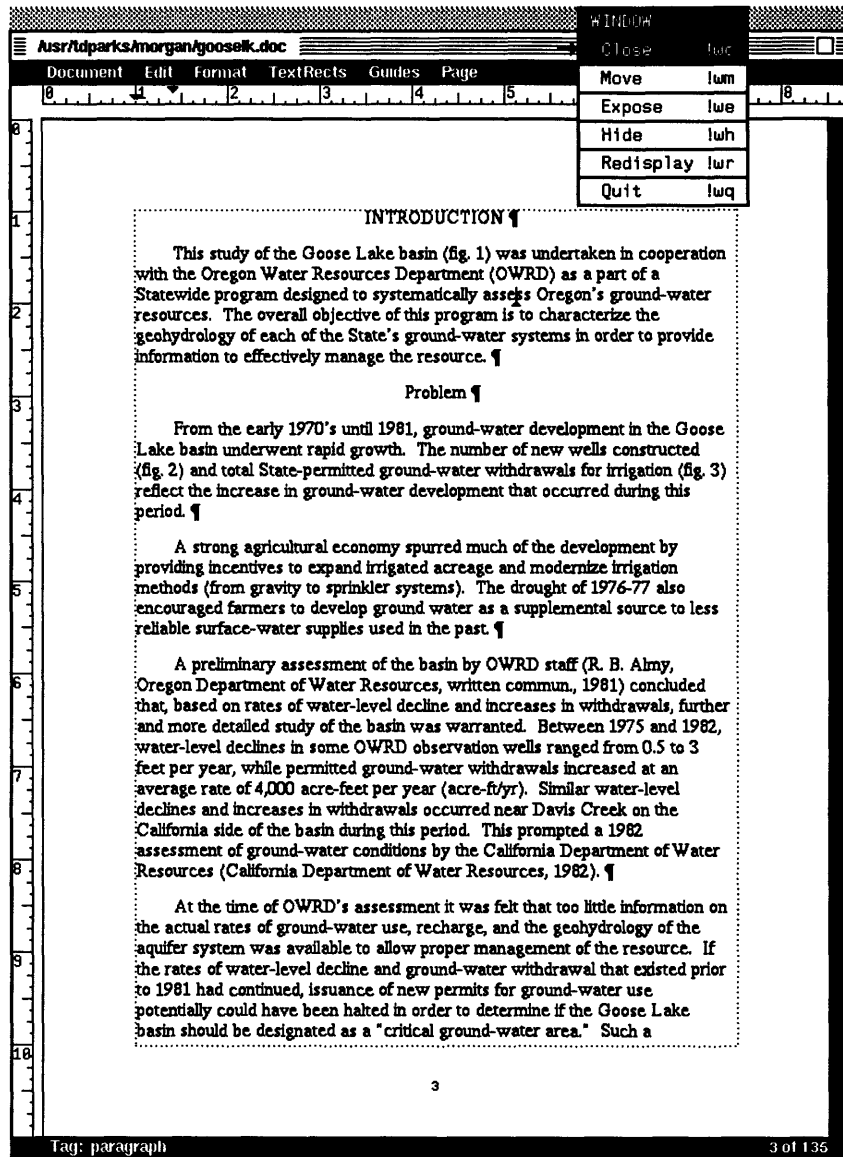 /usr/tdparks/morgan/gooselk.doc
Document Edit Format TextRects Guides Page
WINDOW
Close !wc
Move !wm
Expose !we
Hide !wh
Redisplay !wr
Quit !wq
0 1 2 3 4 5 8
0
1
2
3
4
5
6
7
8
9
10
INTRODUCTION ¶
This study of the Goose Lake basin (fig. 1) was undertaken in cooperation
with the Oregon Water Resources Department (OWRD) as a part of a
Statewide program designed to systematically assess Oregon's ground-water
resources. The overall objective of this program is to characterize the
geohydrology of each of the State's ground-water systems in order to provide
information to effectively manage the resource. ¶
Problem ¶
From the early 1970's until 1981, ground-water development in the Goose
Lake basin underwent rapid growth. The number of new wells constructed
(fig. 2) and total State-permitted ground-water withdrawals for irrigation (fig. 3)
reflect the increase in ground-water development that occurred during this
period. ¶
A strong agricultural economy spurred much of the development by
providing incentives to expand irrigated acreage and modernize irrigation
methods (from gravity to sprinkler systems). The drought of 1976-77 also
encouraged farmers to develop ground water as a supplemental source to less
reliable surface-water supplies used in the past. ¶
A preliminary assessment of the basin by OWRD staff (R. B. Almy,
Oregon Department of Water Resources, written commun., 1981) concluded
that, based on rates of water-level decline and increases in withdrawals, further
and more detailed study of the basin was warranted. Between 1975 and 1982,
water-level declines in some OWRD observation wells ranged from 0.5 to 3
feet per year, while permitted ground-water withdrawals increased at an
average rate of 4,000 acre-feet per year (acre-ft/yr). Similar water-level
declines and increases in withdrawals occurred near Davis Creek on the
California side of the basin during this period. This prompted a 1982
assessment of ground-water conditions by the California Department of Water
Resources (California Department of Water Resources, 1982). ¶
At the time of OWRD's assessment it was felt that too little information on
the actual rates of ground-water use, recharge, and the geohydrology of the
aquifer system was available to allow proper management of the resource. If
the rates of water-level decline and ground-water withdrawal that existed prior
to 1981 had continued, issuance of new permits for ground-water use
potentially could have been halted in order to determine if the Goose Lake
basin should be designated as a "critical ground-water area." Such a
3
Tag: paragraph 3 of 135